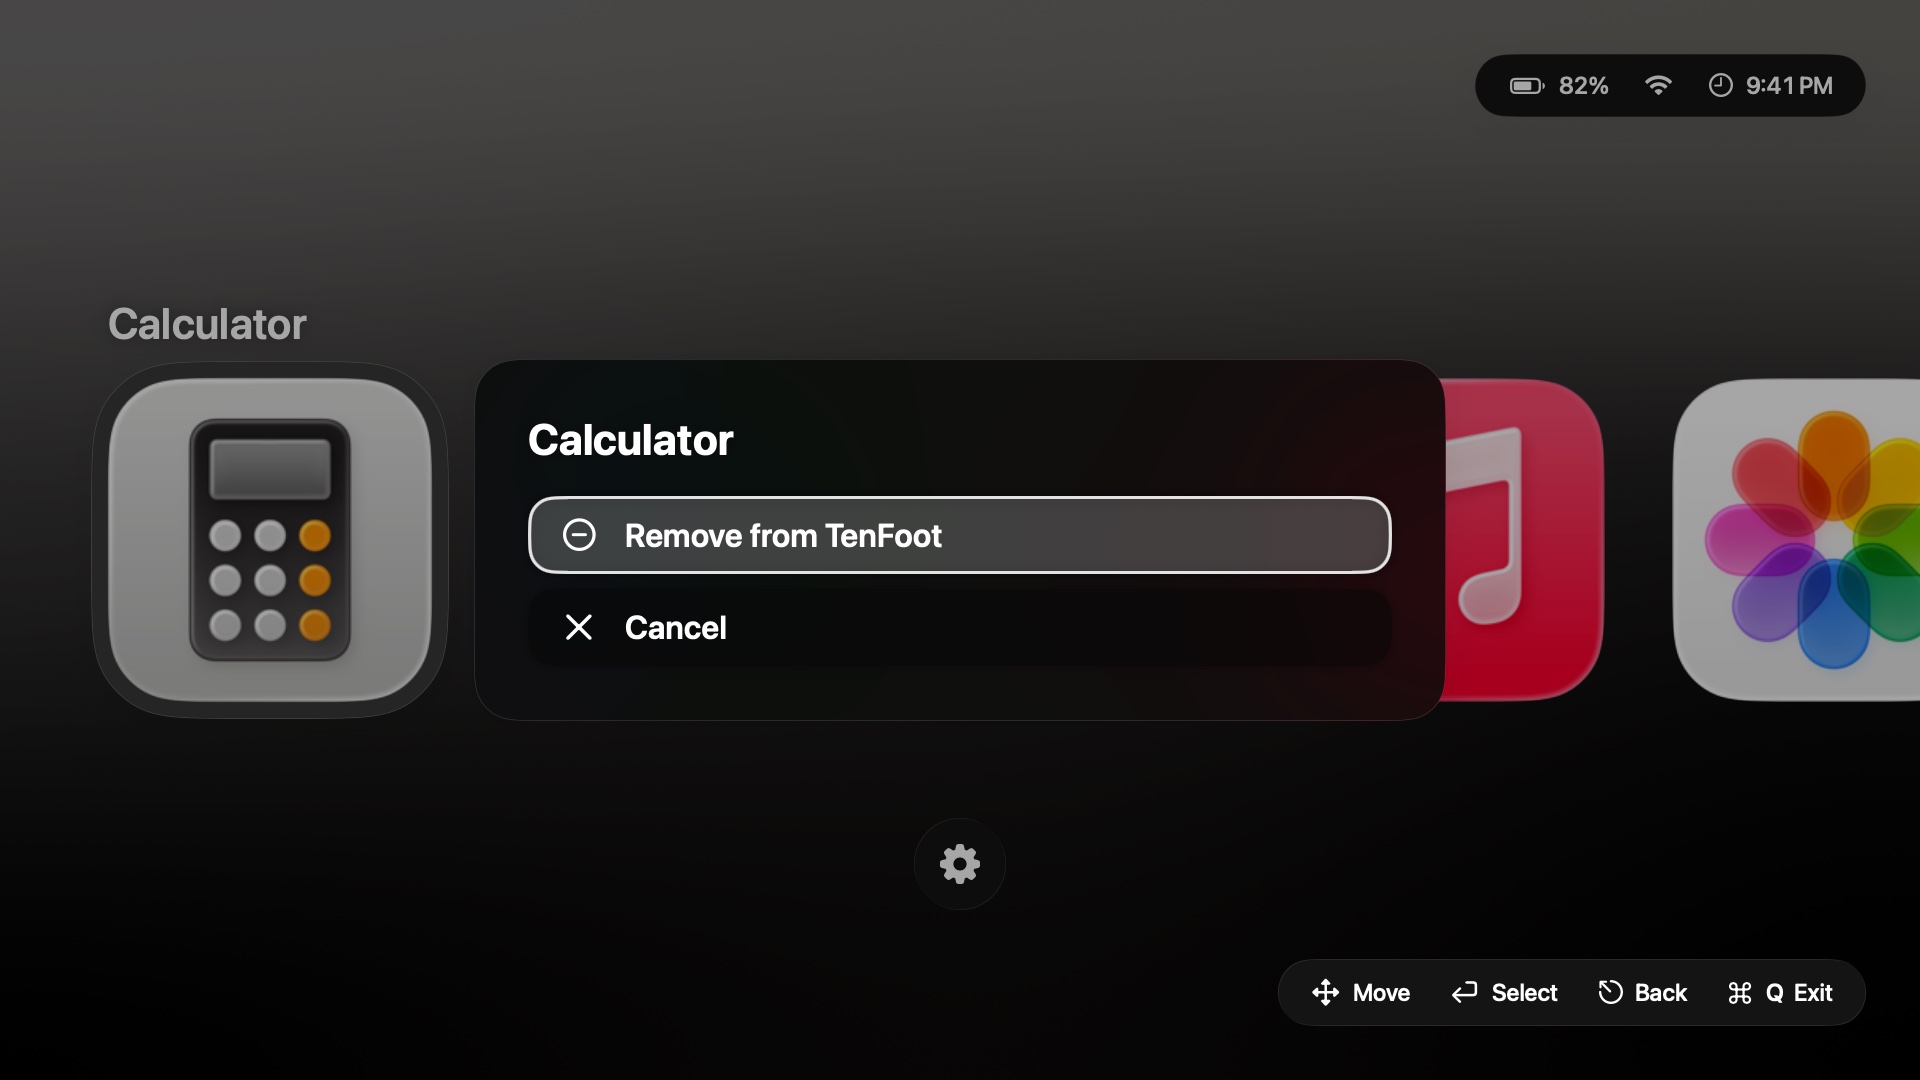 82%
9:41 PM
Calculator
Calculator
Remove from TenFoot
Cancel
Move
Select
Back
⌘ Q Exit